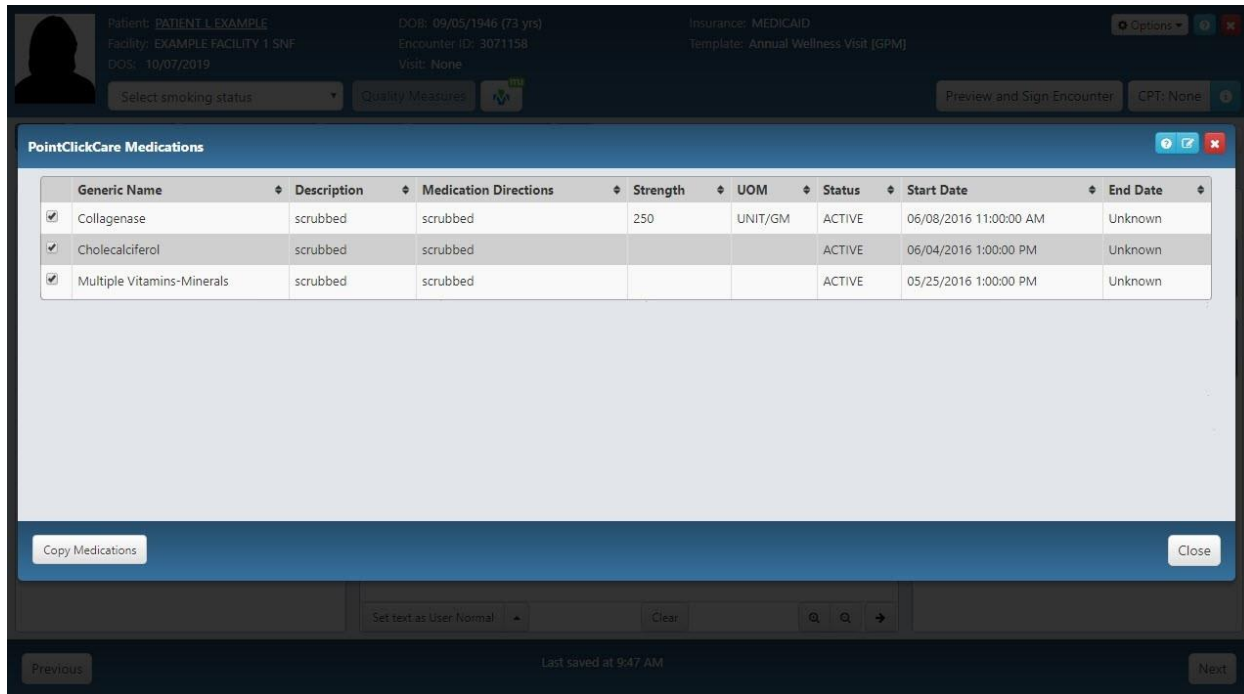 Patient: PATIENT L EXAMPLE DOB: 09/05/1946 (73 yrs) Insurance: MEDICAID Options
Facility: EXAMPLE FACILITY 1 SNF Encounter ID: 3071158 Template: Annual Wellness Visit [GPM]
DOS: 10/07/2019 Visit: None
Select smoking status Quality Measures Preview and Sign Encounter CPT: None
PointClickCare Medications
Generic Name Description Medication Directions Strength UOM Status Start Date End Date
Collagenase scrubbed scrubbed 250 UNIT/GM ACTIVE 06/08/2016 11:00:00 AM Unknown
Cholecalciferol scrubbed scrubbed ACTIVE 06/04/2016 1:00:00 PM Unknown
Multiple Vitamins-Minerals scrubbed scrubbed ACTIVE 05/25/2016 1:00:00 PM Unknown
Copy Medications Close
Set text as User Normal Clear
Previous Last saved at 9:47 AM Next